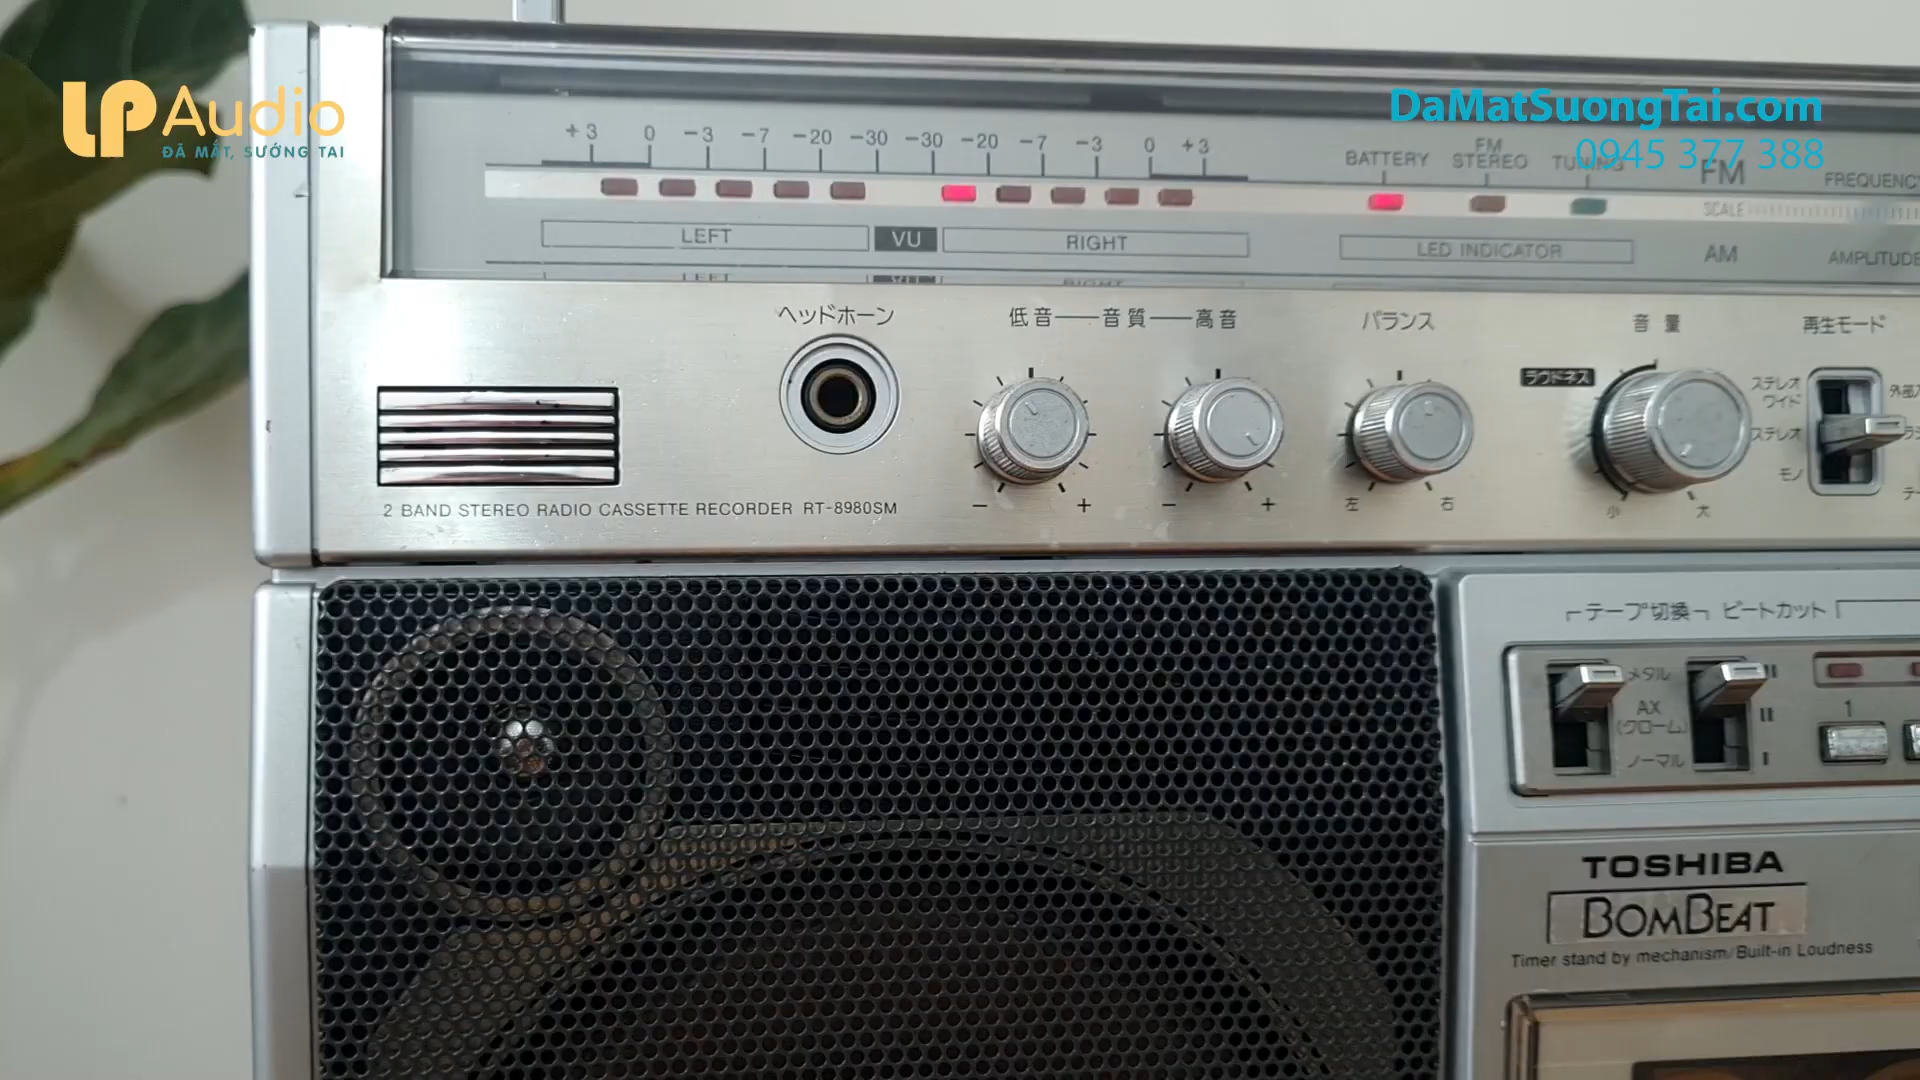 LP Audio
ĐÃ MẮT, SƯỚNG TAI
DaMatSuongTai.com
0945 377 388
+3 0 -3 -7 -20 -30 -30 -20 -7 -3 0 +3
BATTERY FM STEREO TUNING FM FREQUENCY
SCALE
LEFT VU RIGHT LED INDICATOR AM AMPLITUDE
ヘッドホーン 低音 音質 高音 バランス 音量 再生モード
ラウドネス
ステレオワイド
ステレオ
モノ
- + - + 左 右 小 大
2 BAND STEREO RADIO CASSETTE RECORDER RT-8980SM
テープ切換 ビートカット
メタル III
AX II
(クローム)
ノーマル I
1
TOSHIBA
BOMBEAT
Timer stand by mechanism/Built-in Loudness